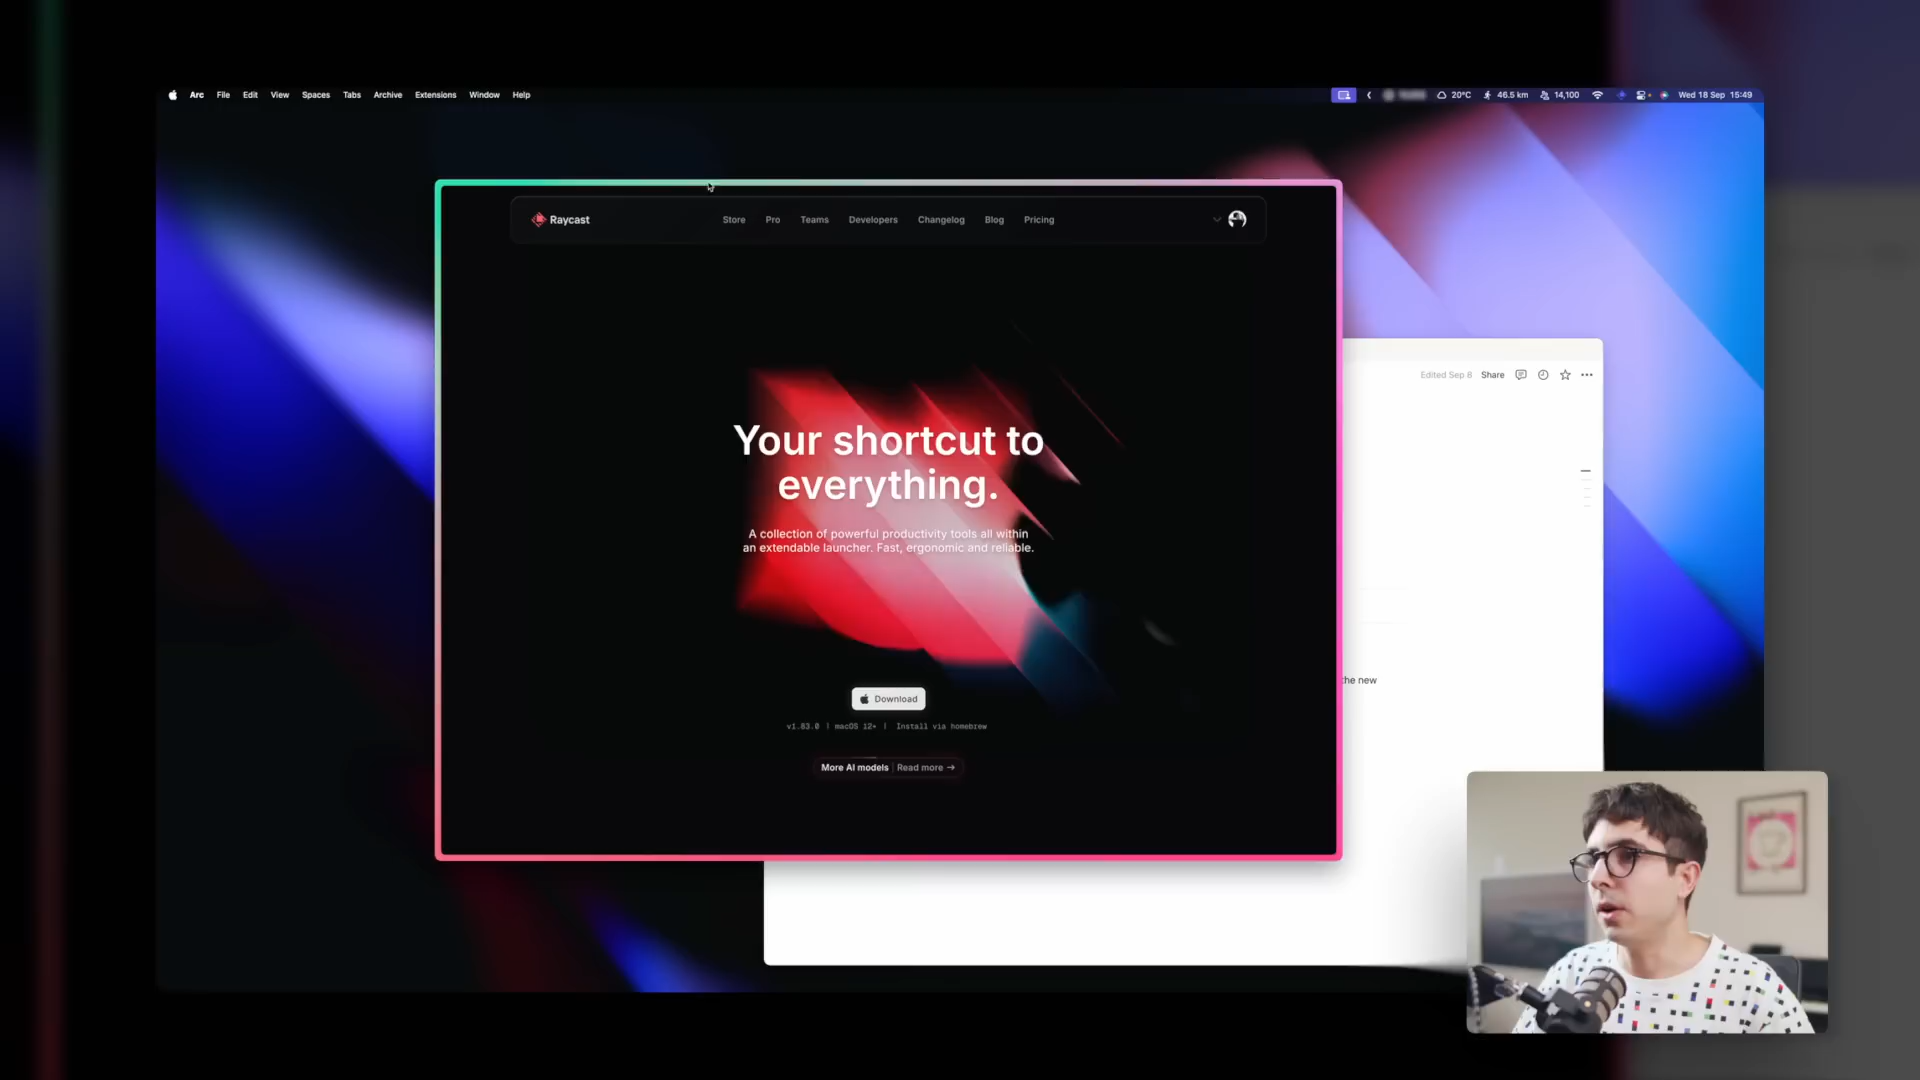 Arc File Edit View Spaces Tabs Archive Extensions Window Help
20°C 46.5 km 14,100 Wed 18 Sep 15:49
Raycast Store Pro Teams Developers Changelog Blog Pricing
Edited Sep 8 Share
Your shortcut to
everything.
A collection of powerful productivity tools all within
an extendable launcher. Fast, ergonomic and reliable.
the new
Download
v1.83.0 | macOS 12+ | Install via homebrew
More AI models | Read more →